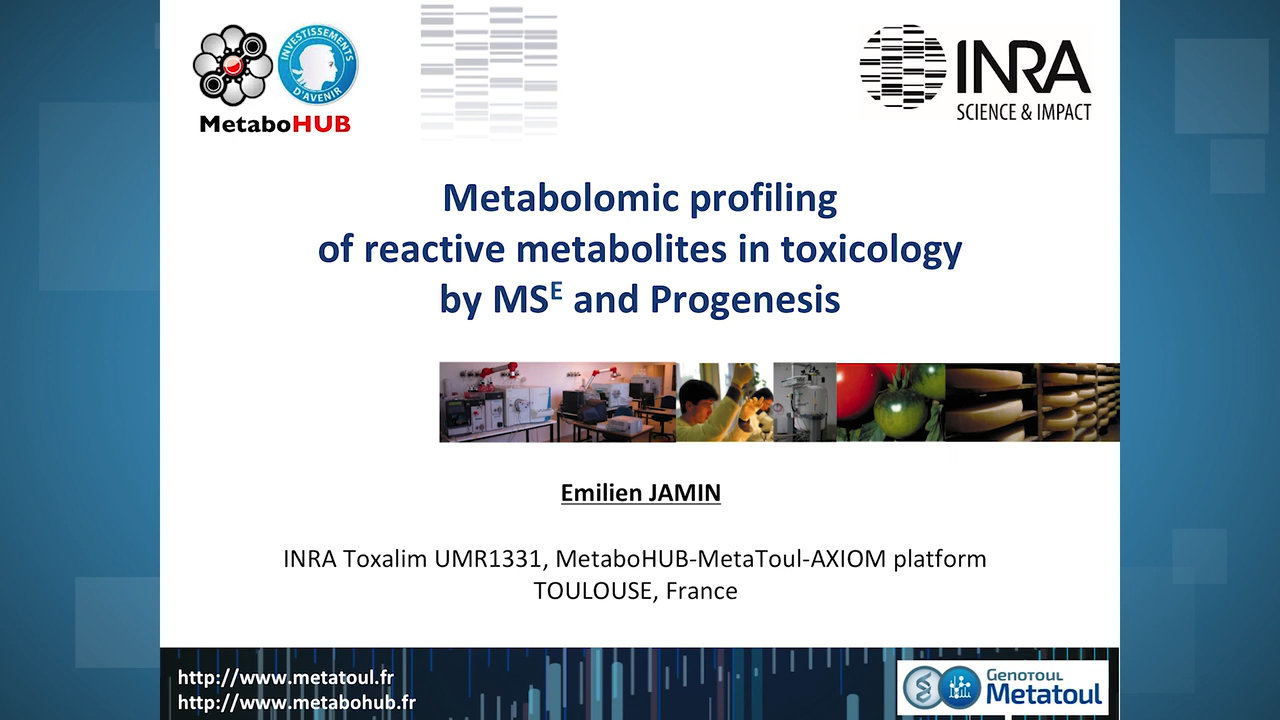 INVESTISSEMENTS
D'AVENIR
MetaboHUB
INRA
SCIENCE & IMPACT
Metabolomic profiling
of reactive metabolites in toxicology
by MSᴱ and Progenesis
Emilien JAMIN
INRA Toxalim UMR1331, MetaboHUB-MetaToul-AXIOM platform
TOULOUSE, France
http://www.metatoul.fr
http://www.metabohub.fr
GENOTOUL
Metatoul